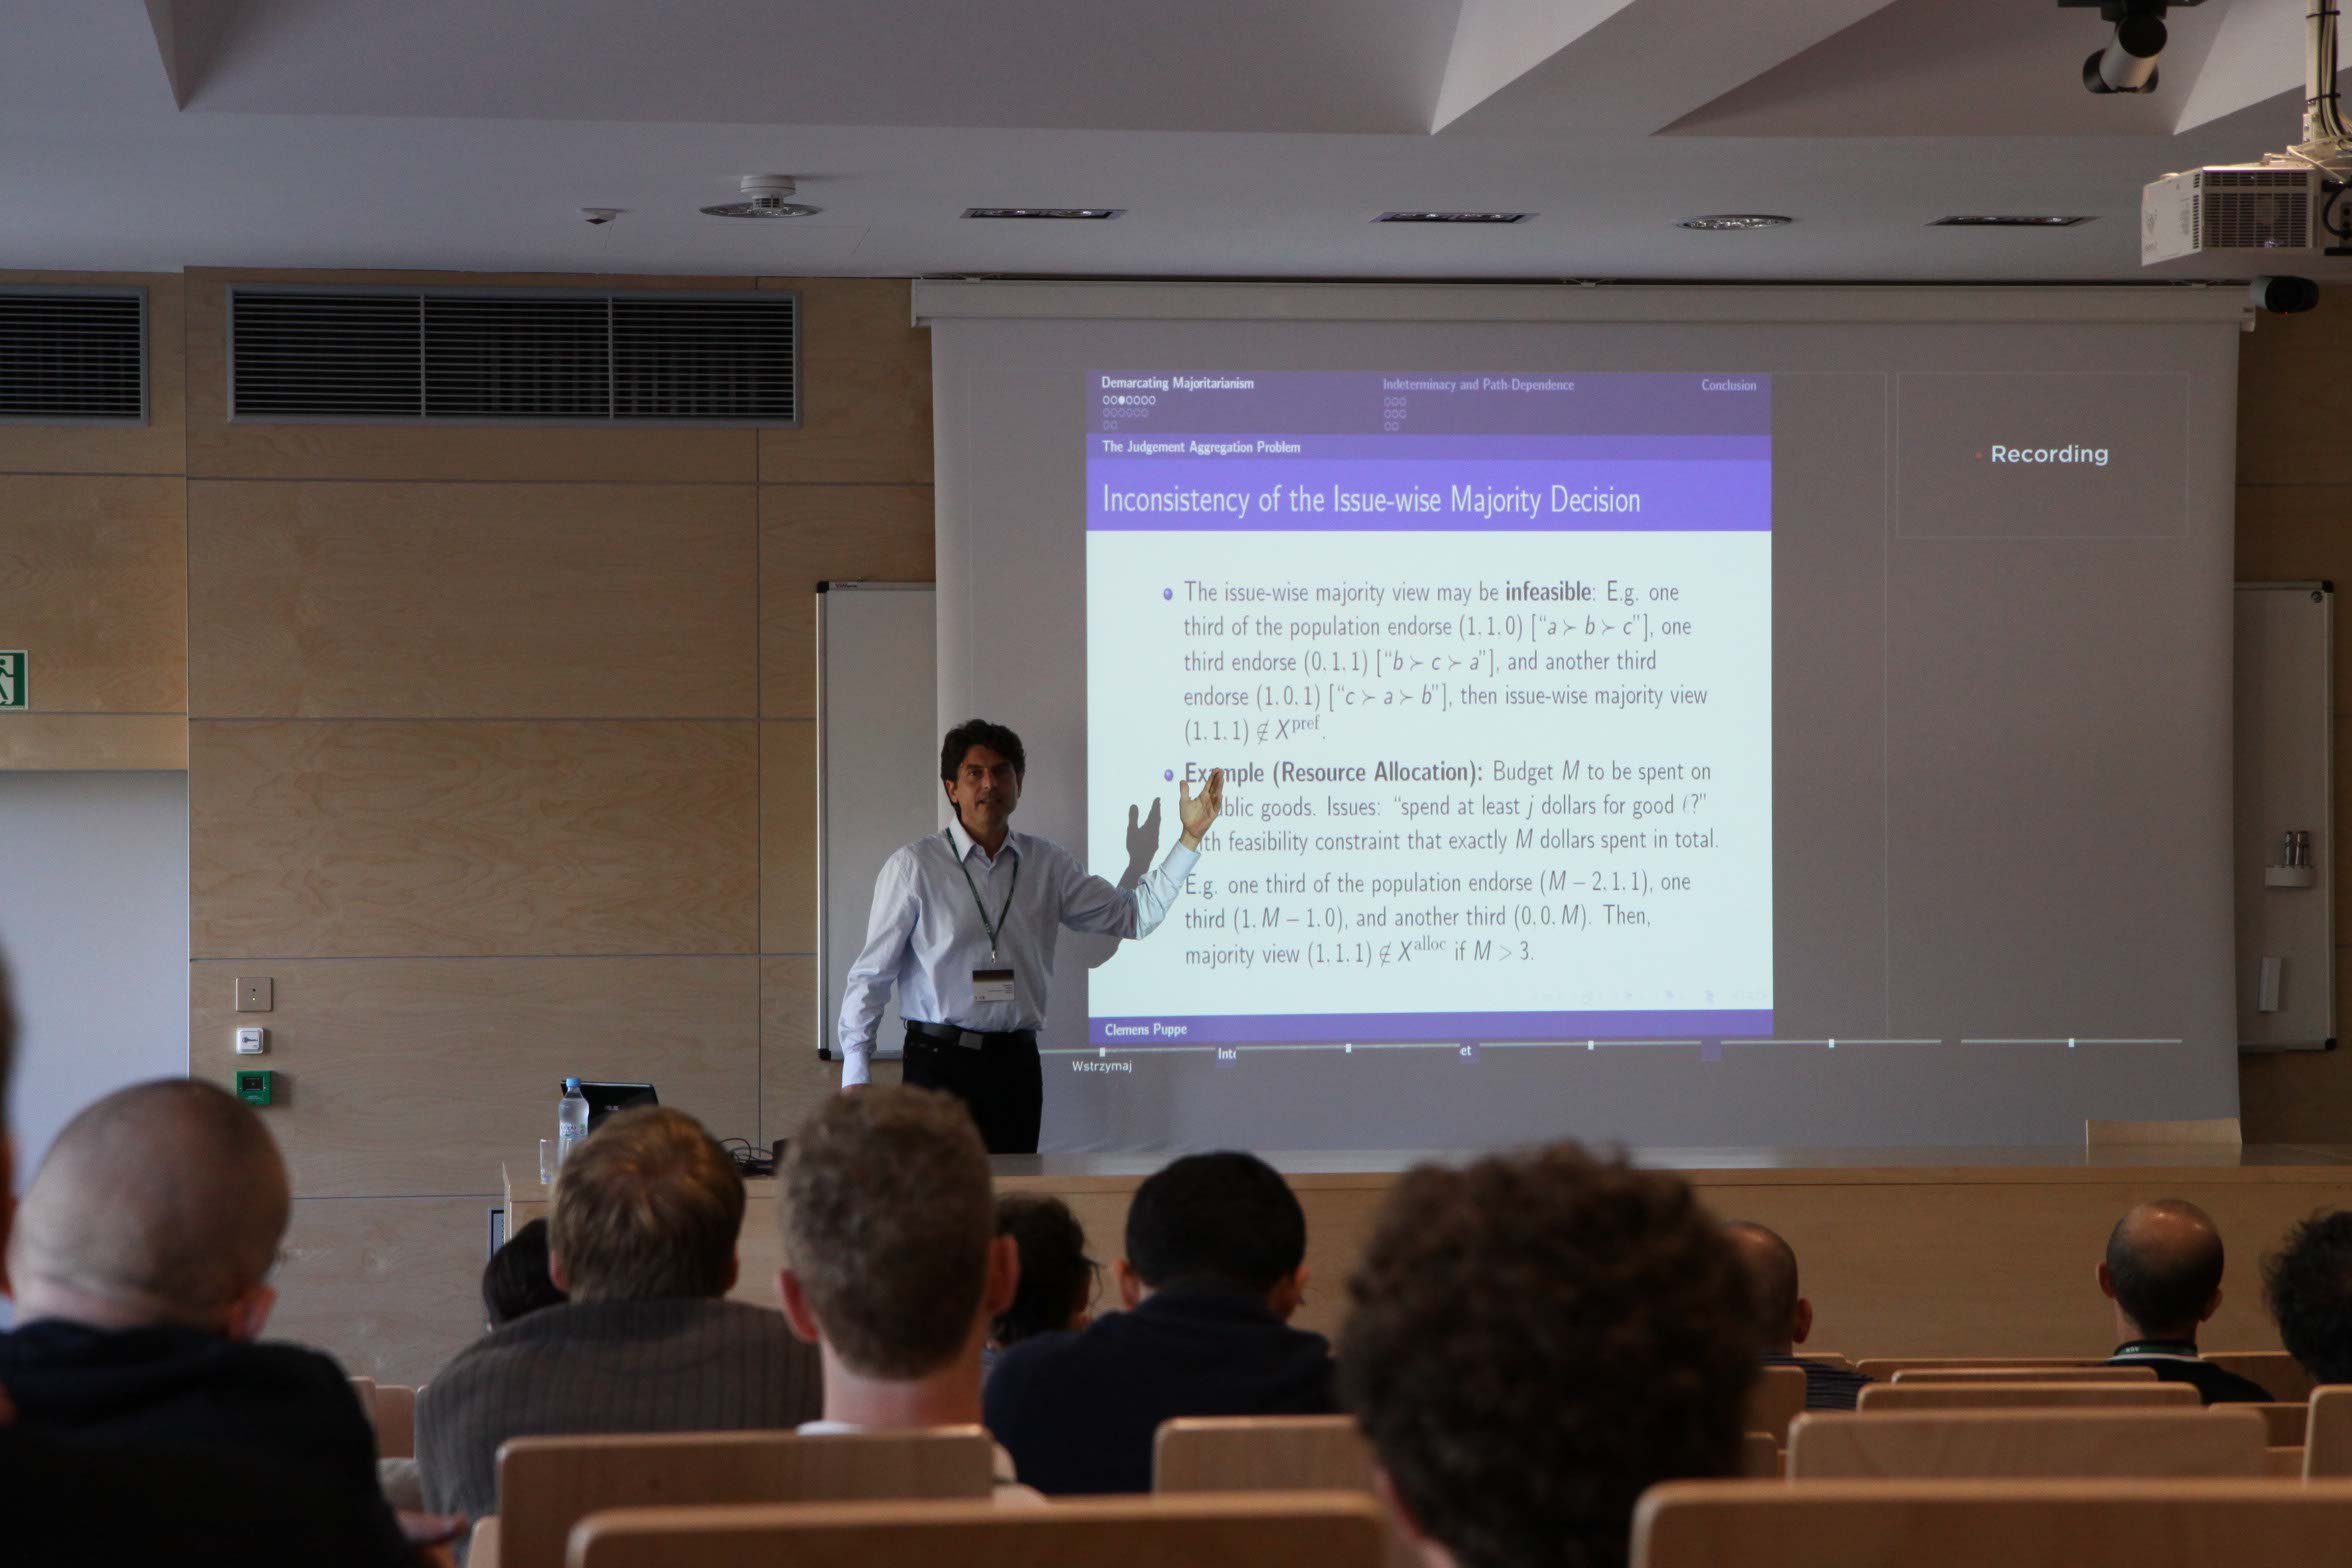 Demarcating Majoritarianism
Indeterminacy and Path-Dependence
Conclusion
The Judgement Aggregation Problem
Inconsistency of the Issue-wise Majority Decision
Recording
The issue-wise majority view may be infeasible: E.g. one
third of the population endorse (1, 1, 0) ["a ≻ b ≻ c"], one
third endorse (0, 1, 1) ["b ≻ c ≻ a"], and another third
endorse (1, 0, 1) ["c ≻ a ≻ b"], then issue-wise majority view
(1, 1, 1) ∉ X^pref.
Example (Resource Allocation): Budget M to be spent on
goods. Issues: "spend at least j dollars for good ℓ?"
feasibility constraint that exactly M dollars spent in total.
E.g. one third of the population endorse (M − 2, 1, 1), one
third (1, M − 1, 0), and another third (0, 0, M). Then,
majority view (1, 1, 1) ∉ X^alloc if M > 3.
Clemens Puppe
Wstrzymaj